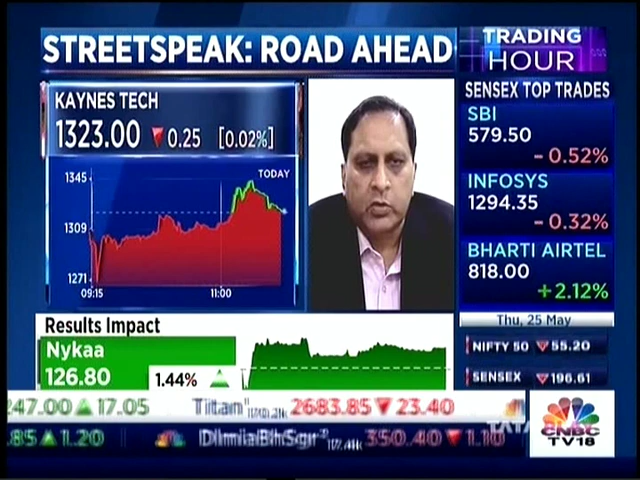 STREETSPEAK: ROAD AHEAD
TRADING
HOUR
KAYNES TECH
1323.00 ▼ 0.25 [0.02%]
TODAY
1345
1309
1271
09:15 11:00
SENSEX TOP TRADES
SBI
579.50
- 0.52%
INFOSYS
1294.35
- 0.32%
BHARTI AIRTEL
818.00
+2.12%
Thu, 25 May
NIFTY 50 ▼55.20
SENSEX ▼196.61
Results Impact
Nykaa
126.80
1.44% ▲
247.00 ▲ 17.05 Titan 2683.85 ▼ 23.40
.85 ▲ 1.20 350.40 ▼ 1.10
CNBC
TV18